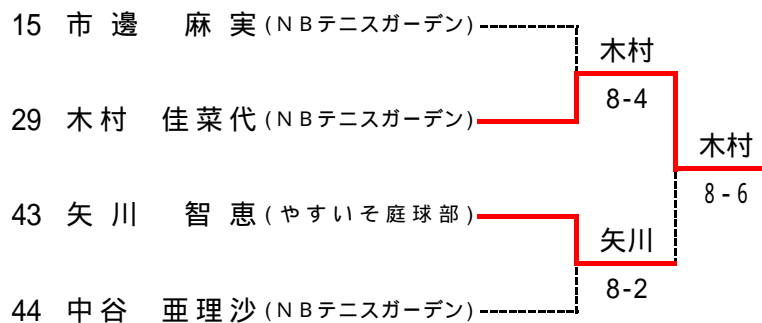 15 市邊 麻実(NBテニスガーデン)
木村
8-4
29 木村 佳菜代(NBテニスガーデン)
木村
8-6
43 矢川 智恵(やすいそ庭球部)
矢川
8-2
44 中谷 亜理沙(NBテニスガーデン)